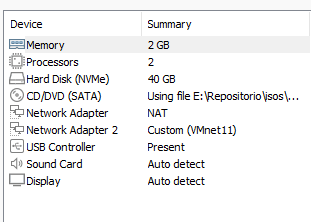 Device Summary
Memory 2 GB
Processors 2
Hard Disk (NVMe) 40 GB
CD/DVD (SATA) Using file E:\Repositorio\isos\...
Network Adapter NAT
Network Adapter 2 Custom (VMnet11)
USB Controller Present
Sound Card Auto detect
Display Auto detect